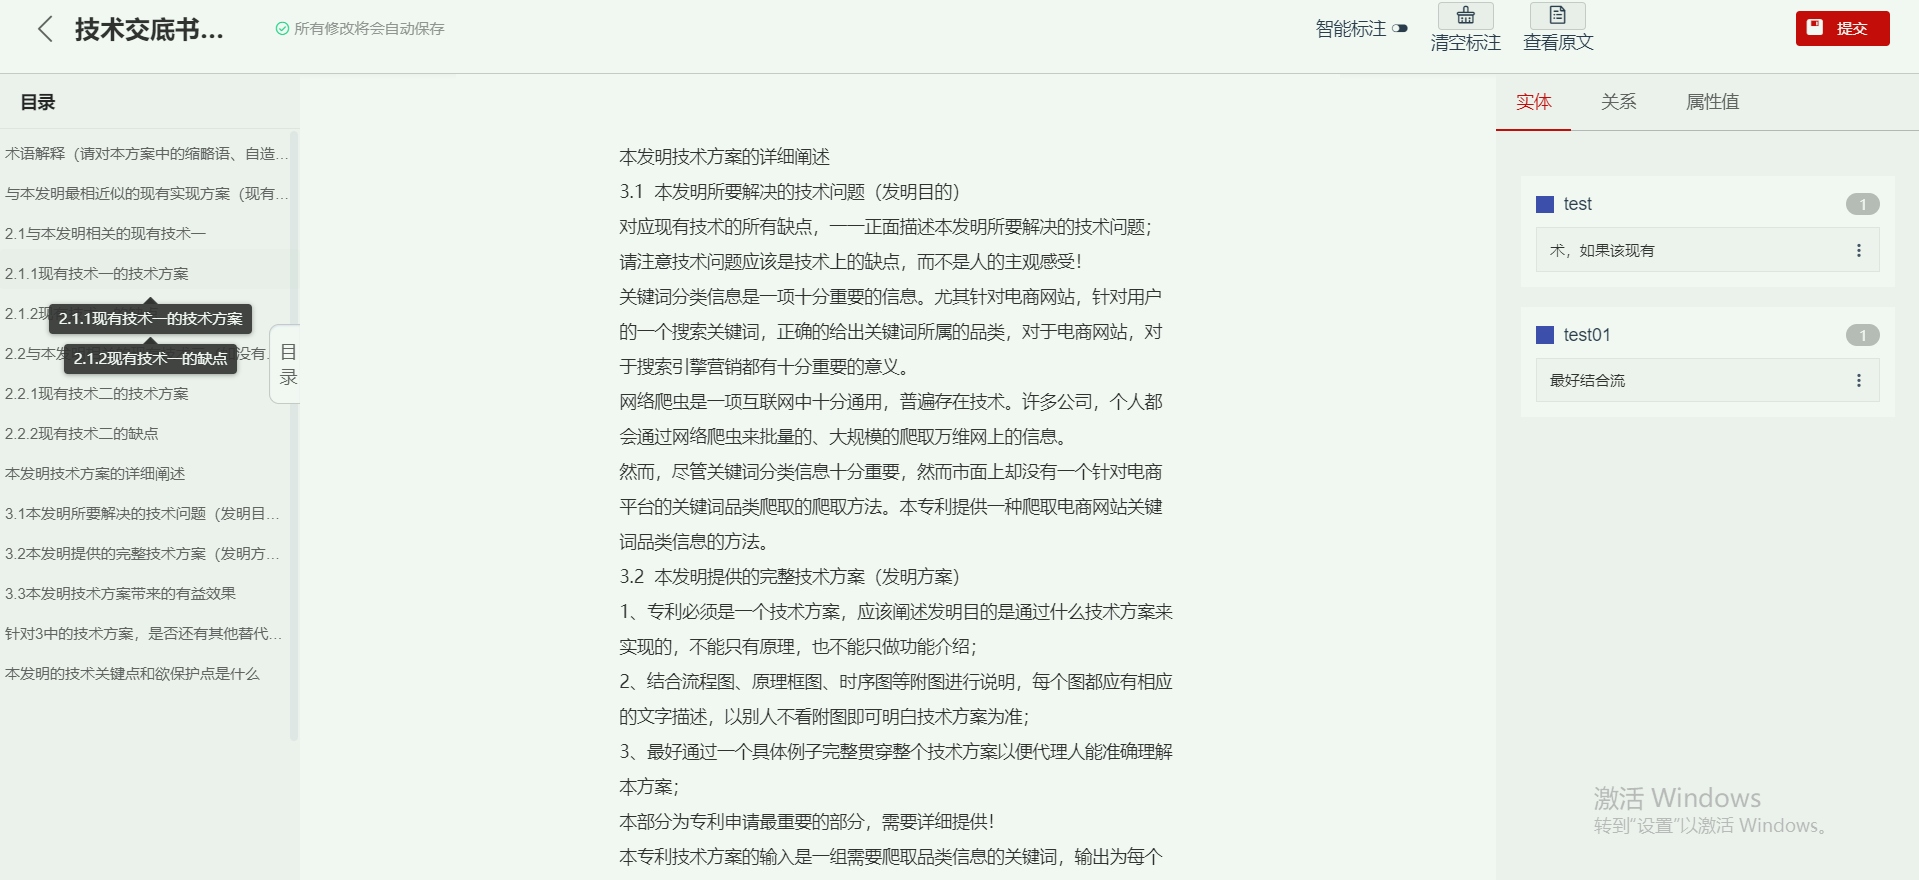 技术交底书...
所有修改将会自动保存
智能标注
清空标注
查看原文
提交
目录
术语解释（请对本方案中的缩略语、自造...
与本发明最相近似的现有实现方案（现有...
2.1与本发明相关的现有技术一
2.1.1现有技术一的技术方案
2.1.2现
2.1.1现有技术一的技术方案
2.2与本发
没有...
2.1.2现有技术一的缺点
2.2.1现有技术二的技术方案
2.2.2现有技术二的缺点
本发明技术方案的详细阐述
3.1本发明所要解决的技术问题（发明目...
3.2本发明提供的完整技术方案（发明方...
3.3本发明技术方案带来的有益效果
针对3中的技术方案，是否还有其他替代...
本发明的技术关键点和欲保护点是什么
目
录
本发明技术方案的详细阐述
3.1 本发明所要解决的技术问题（发明目的）
对应现有技术的所有缺点，一一正面描述本发明所要解决的技术问题；
请注意技术问题应该是技术上的缺点，而不是人的主观感受！
关键词分类信息是一项十分重要的信息。尤其针对电商网站，针对用户
的一个搜索关键词，正确的给出关键词所属的品类，对于电商网站，对
于搜索引擎营销都有十分重要的意义。
网络爬虫是一项互联网中十分通用，普遍存在技术。许多公司，个人都
会通过网络爬虫来批量的、大规模的爬取万维网上的信息。
然而，尽管关键词分类信息十分重要，然而市面上却没有一个针对电商
平台的关键词品类爬取的爬取方法。本专利提供一种爬取电商网站关键
词品类信息的方法。
3.2 本发明提供的完整技术方案（发明方案）
1、专利必须是一个技术方案，应该阐述发明目的是通过什么技术方案来
实现的，不能只有原理，也不能只做功能介绍；
2、结合流程图、原理框图、时序图等附图进行说明，每个图都应有相应
的文字描述，以别人不看附图即可明白技术方案为准；
3、最好通过一个具体例子完整贯穿整个技术方案以便代理人能准确理解
本方案；
本部分为专利申请最重要的部分，需要详细提供！
本专利技术方案的输入是一组需要爬取品类信息的关键词，输出为每个
实体
关系
属性值
test
1
术，如果该现有
test01
1
最好结合流
激活 Windows
转到"设置"以激活 Windows。